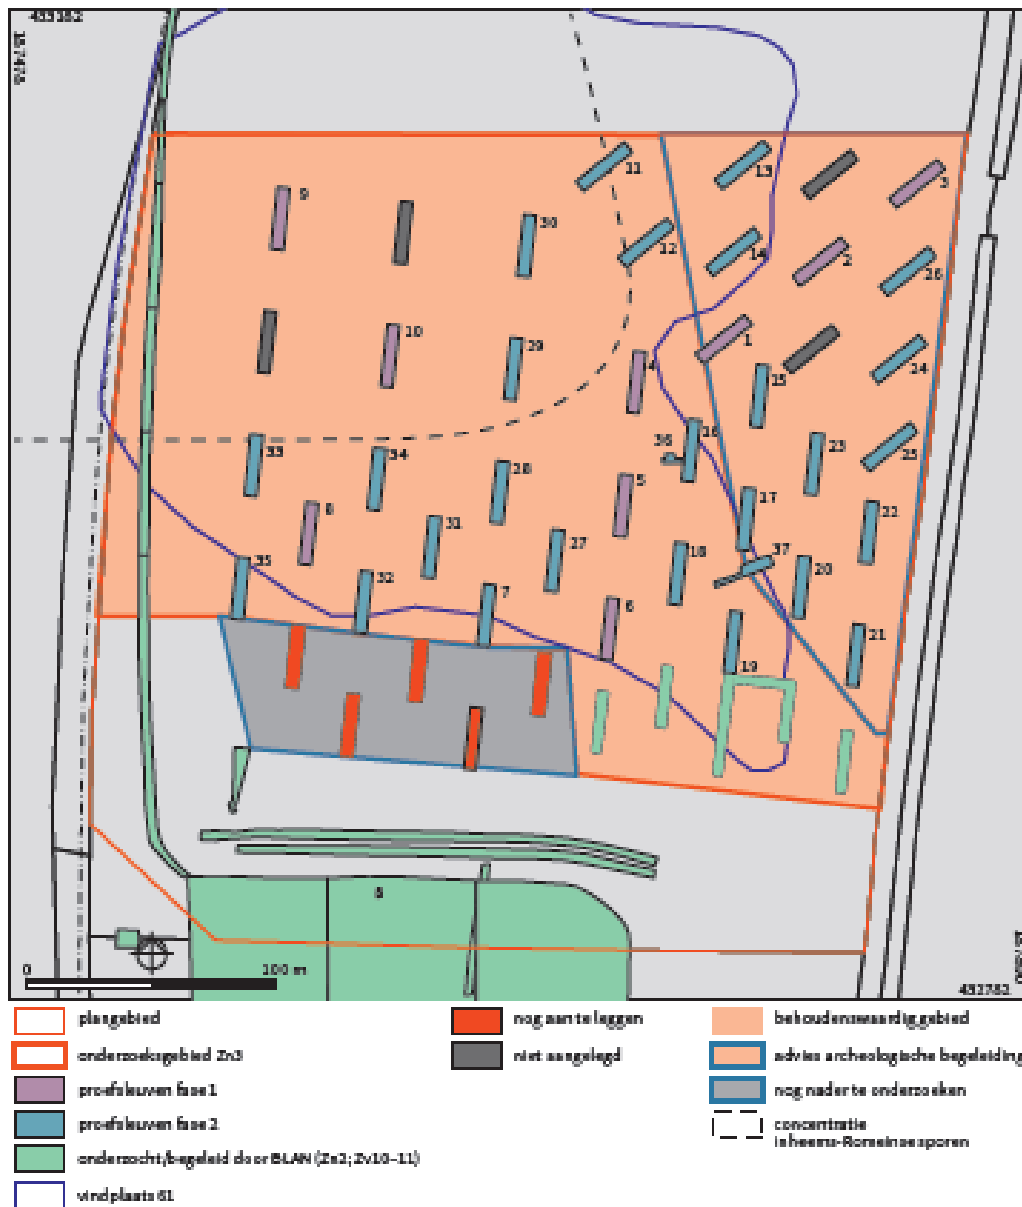 11
13
3
9
30
12
14
2
26
1
10
29
4
24
15
36
16
33
34
28
5
23
25
8
31
27
17
22
18
37
35
32
7
6
20
21
19
8
0
100 m
432782
plangebied
onderzoeksgebied Zn3
proefsleuven fase 1
proefsleuven fase 2
onderzocht/begeleid door BLAN (Zn2; Zv10-11)
vindplaats 61
nog aan te leggen
niet aangelegd
behoudenswaardig gebied
advies archeologische begeleiding
nog nader te onderzoeken
concentratie
inheems-Romeinse sporen